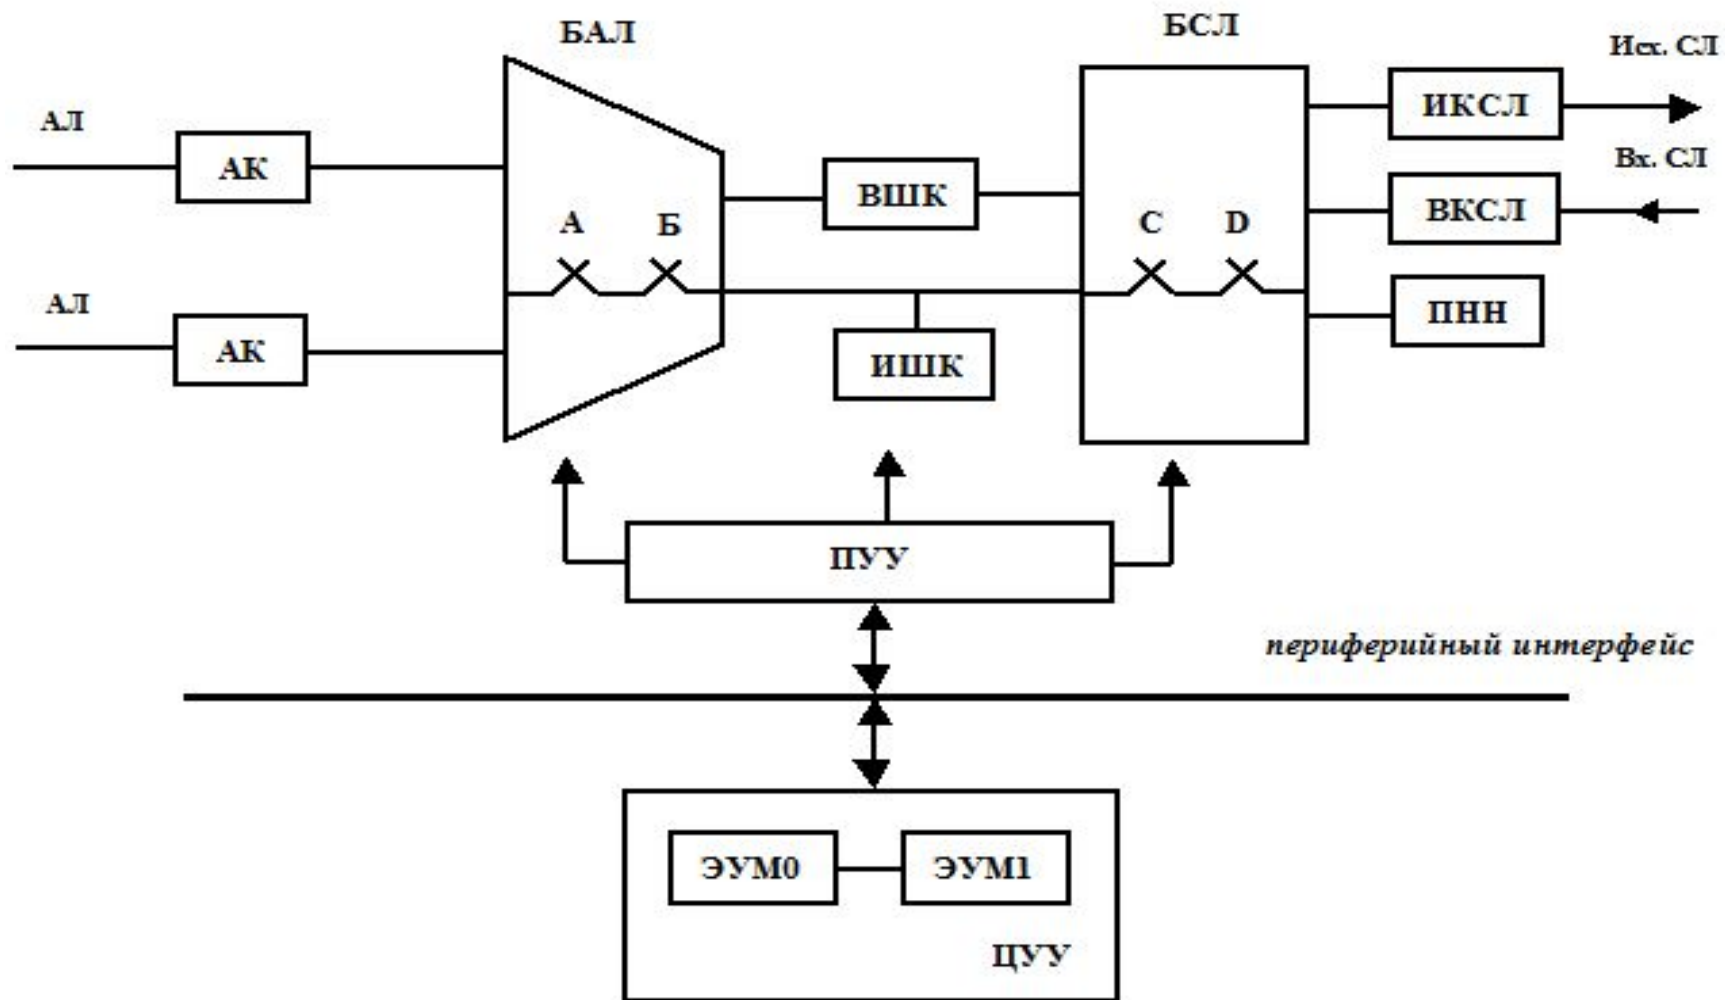 БАЛ
БСЛ
Исх. СЛ
АЛ
АК
ИКСЛ
Вх. СЛ
ВШК
ВКСЛ
А
Б
C
D
АЛ
АК
ИШК
ПНН
ПУУ
периферийный интерфейс
ЭУМ0
ЭУМ1
ЦУУ